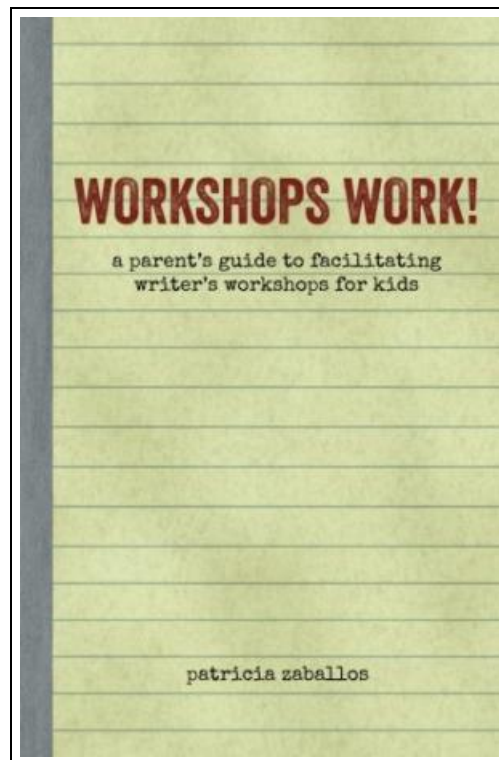 WORKSHOPS WORK!
a parent's guide to facilitating
writer's workshops for kids
patricia zaballos